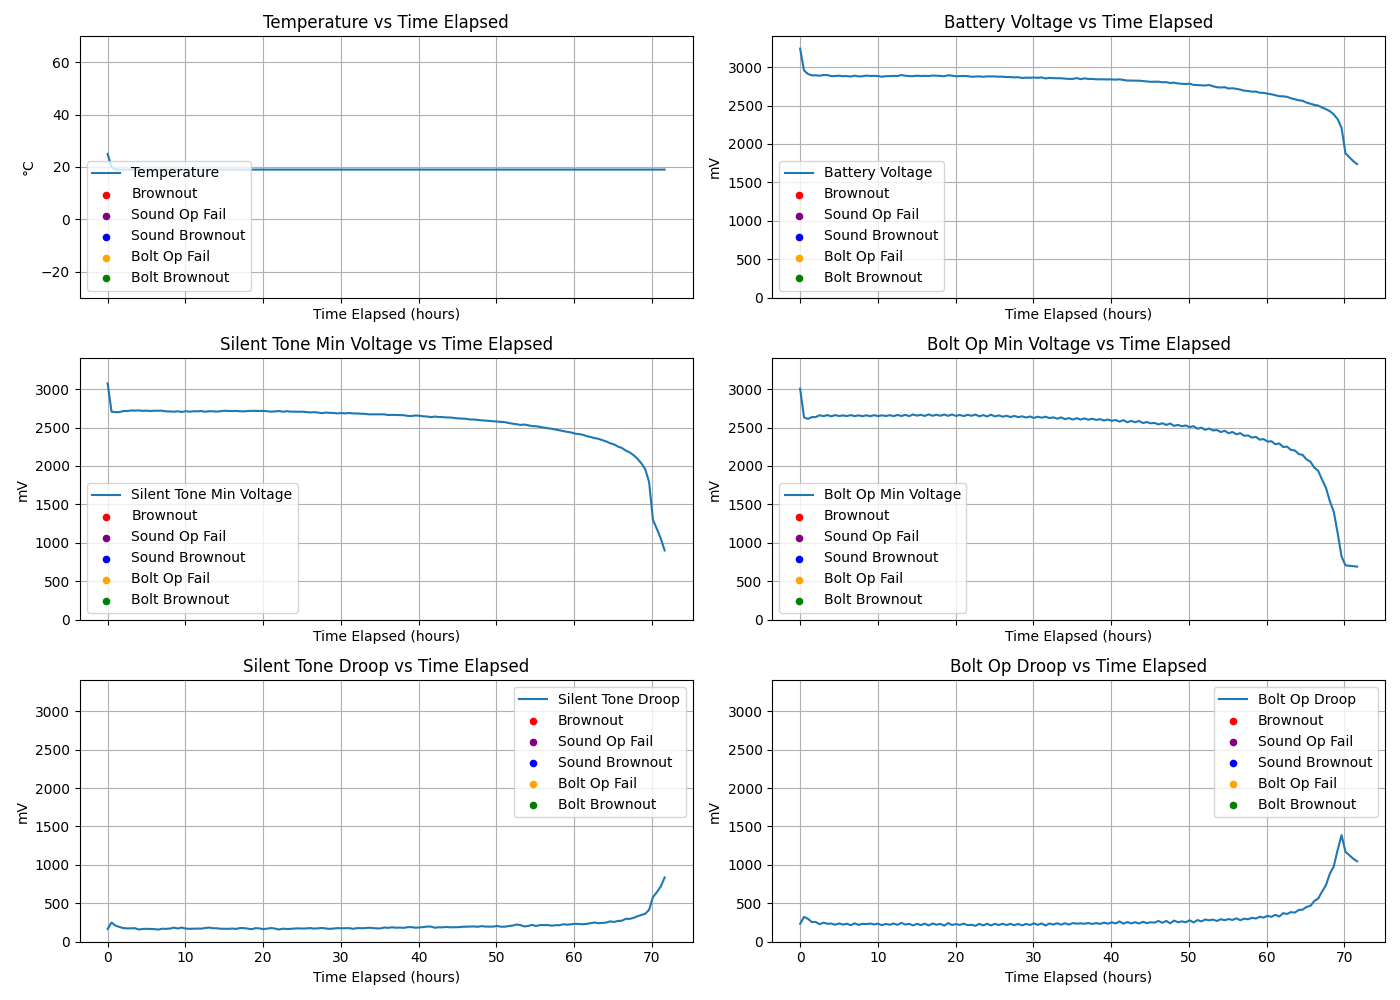 Temperature vs Time Elapsed
60
40
20
0
−20
°C
Temperature
Brownout
Sound Op Fail
Sound Brownout
Bolt Op Fail
Bolt Brownout
Time Elapsed (hours)
Battery Voltage vs Time Elapsed
3000
2500
2000
1500
1000
500
0
mV
Battery Voltage
Brownout
Sound Op Fail
Sound Brownout
Bolt Op Fail
Bolt Brownout
Time Elapsed (hours)
Silent Tone Min Voltage vs Time Elapsed
3000
2500
2000
1500
1000
500
0
mV
Silent Tone Min Voltage
Brownout
Sound Op Fail
Sound Brownout
Bolt Op Fail
Bolt Brownout
Time Elapsed (hours)
Bolt Op Min Voltage vs Time Elapsed
3000
2500
2000
1500
1000
500
0
mV
Bolt Op Min Voltage
Brownout
Sound Op Fail
Sound Brownout
Bolt Op Fail
Bolt Brownout
Time Elapsed (hours)
Silent Tone Droop vs Time Elapsed
3000
2500
2000
1500
1000
500
0
mV
Silent Tone Droop
Brownout
Sound Op Fail
Sound Brownout
Bolt Op Fail
Bolt Brownout
0 10 20 30 40 50 60 70
Time Elapsed (hours)
Bolt Op Droop vs Time Elapsed
3000
2500
2000
1500
1000
500
0
mV
Bolt Op Droop
Brownout
Sound Op Fail
Sound Brownout
Bolt Op Fail
Bolt Brownout
0 10 20 30 40 50 60 70
Time Elapsed (hours)